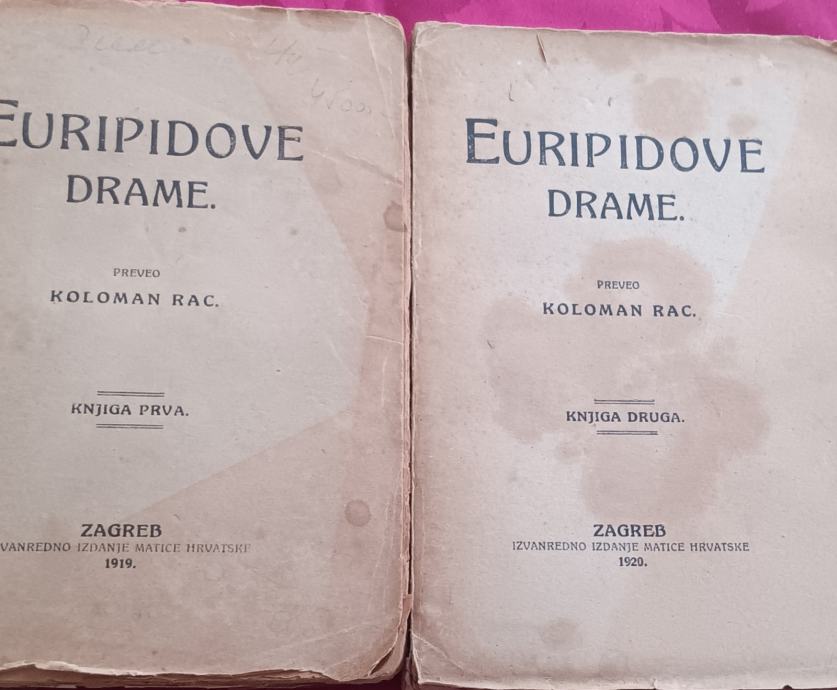 EURIPIDOVE
DRAME.
PREVEO
KOLOMAN RAC.
KNJIGA PRVA.
ZAGREB
VANREDNO IZDANJE MATICE HRVATSKE
1919.
EURIPIDOVE
DRAME.
PREVEO
KOLOMAN RAC.
KNJIGA DRUGA.
ZAGREB
IZVANREDNO IZDANJE MATICE HRVATSKE
1920.